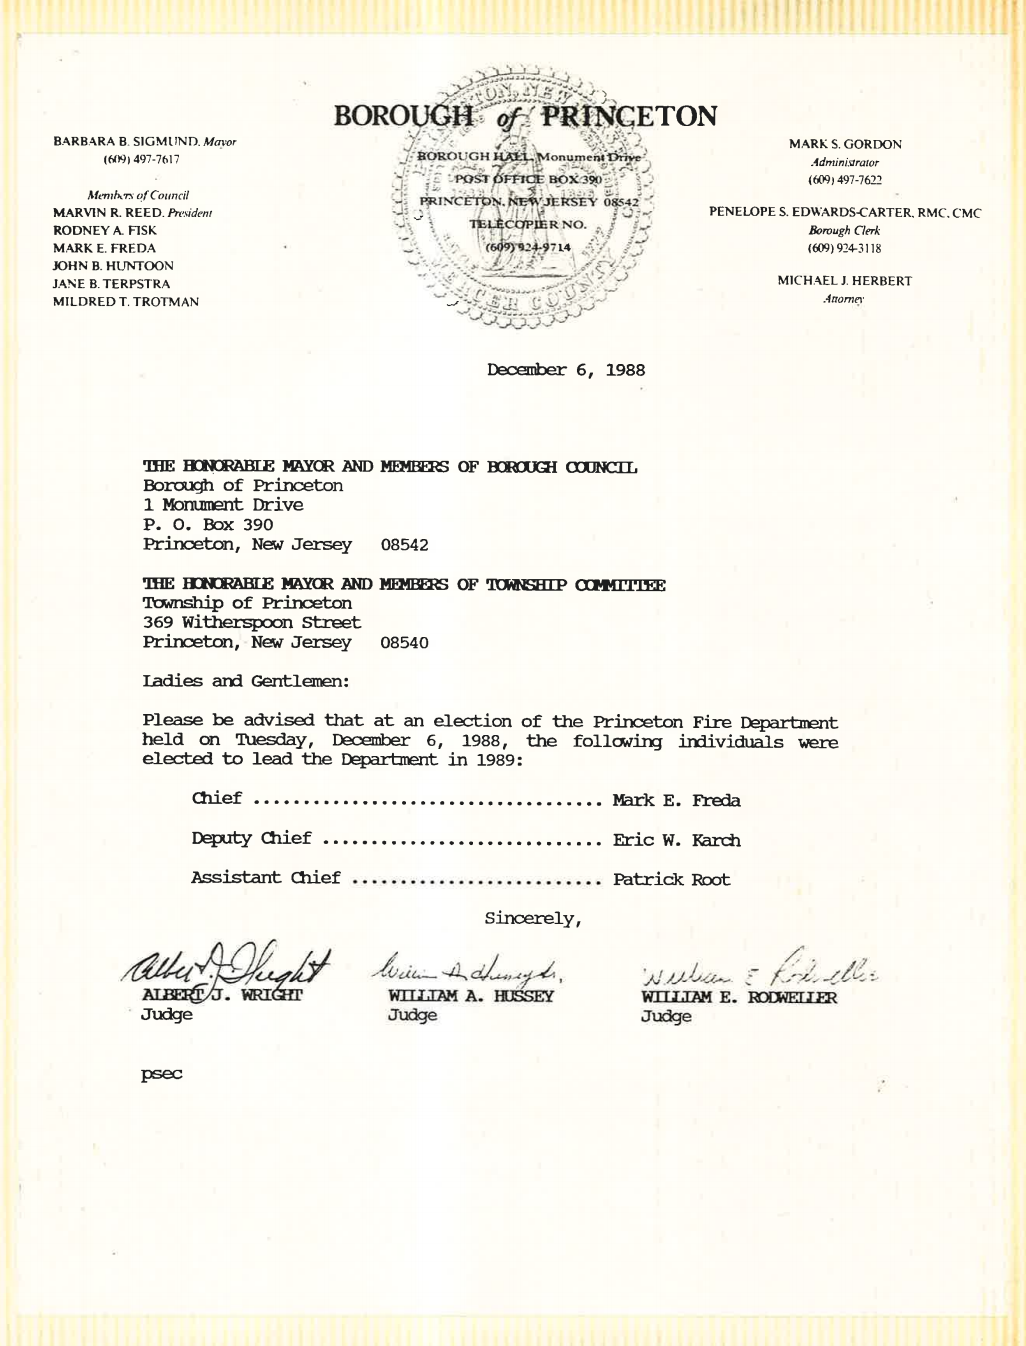 BOROUGH of PRINCETON
BARBARA B. SIGMUND, Mayor
(609) 497-7617
Members of Council
MARVIN R. REED, President
RODNEY A. FISK
MARK E. FREDA
JOHN B. HUNTOON
JANE B. TERPSTRA
MILDRED T. TROTMAN
BOROUGH HALL, Monument Drive
POST OFFICE BOX 390
PRINCETON, NEW JERSEY 08542
TELECOPIER NO.
(609) 924-9714
MERCER COUNTY
MARK S. GORDON
Administrator
(609) 497-7622
PENELOPE S. EDWARDS-CARTER, RMC, CMC
Borough Clerk
(609) 924-3118
MICHAEL J. HERBERT
Attorney
December 6, 1988
THE HONORABLE MAYOR AND MEMBERS OF BOROUGH COUNCIL
Borough of Princeton
1 Monument Drive
P. O. Box 390
Princeton, New Jersey 08542
THE HONORABLE MAYOR AND MEMBERS OF TOWNSHIP COMMITTEE
Township of Princeton
369 Witherspoon Street
Princeton, New Jersey 08540
Ladies and Gentlemen:
Please be advised that at an election of the Princeton Fire Department
held on Tuesday, December 6, 1988, the following individuals were
elected to lead the Department in 1989:
Chief .................................... Mark E. Freda
Deputy Chief ............................. Eric W. Karch
Assistant Chief .......................... Patrick Root
Sincerely,
Albert J. Wright
ALBERT J. WRIGHT WILLIAM A. HUSSEY WILLIAM E. RODWELLER
Judge Judge Judge
psec